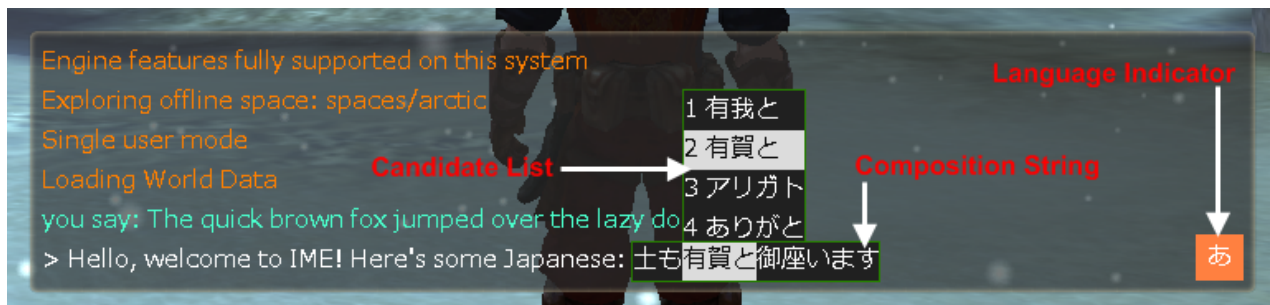 Engine features fully supported on this system
Exploring offline space: spaces/arctic
Single user mode
Loading World Data
you say: The quick brown fox jumped over the lazy do
> Hello, welcome to IME! Here's some Japanese: 士も有賀と御座います
1 有我と
2 有賀と
3 アリガト
4 ありがと
Candidate List
Composition String
Language Indicator
あ